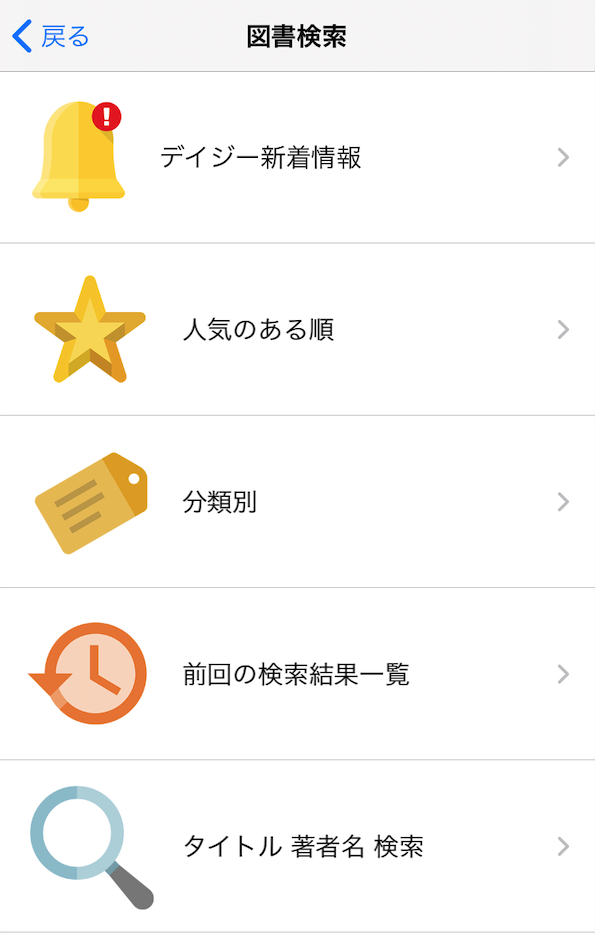 戻る
図書検索
デイジー新着情報
人気のある順
分類別
前回の検索結果一覧
タイトル 著者名 検索